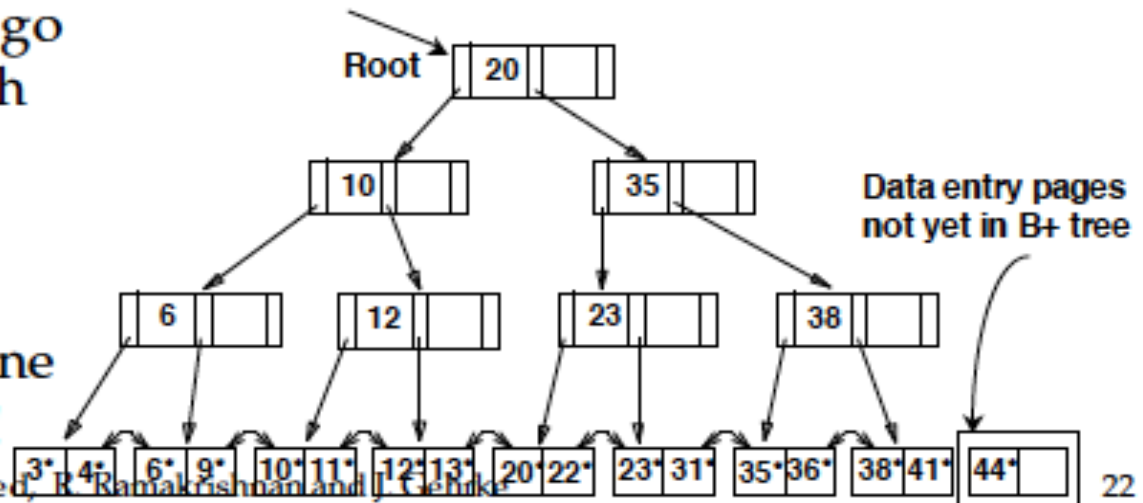 go
h
Root
20
10
35
Data entry pages
not yet in B+ tree
6
12
23
38
ne
3* 4* 6* 9* 10* 11* 12* 13* 20* 22* 23* 31* 35* 36* 38* 41* 44*
ed, R. Ramakrishnan and J. Gehrke
22